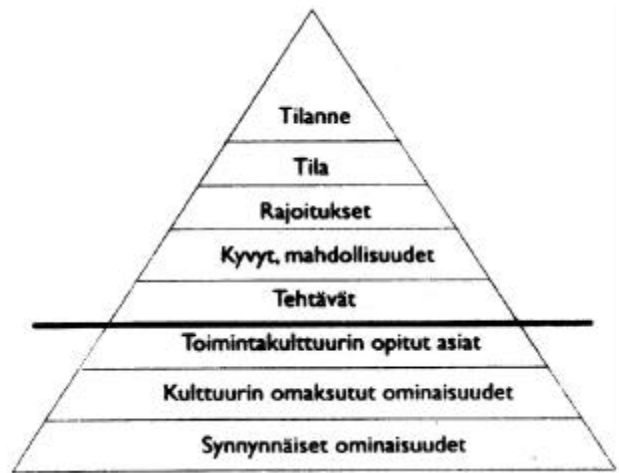 Tilanne
Tila
Rajoitukset
Kyvyt, mahdollisuudet
Tehtävät
Toimintakulttuurin opitut asiat
Kulttuurin omaksutut ominaisuudet
Synnynnäiset ominaisuudet